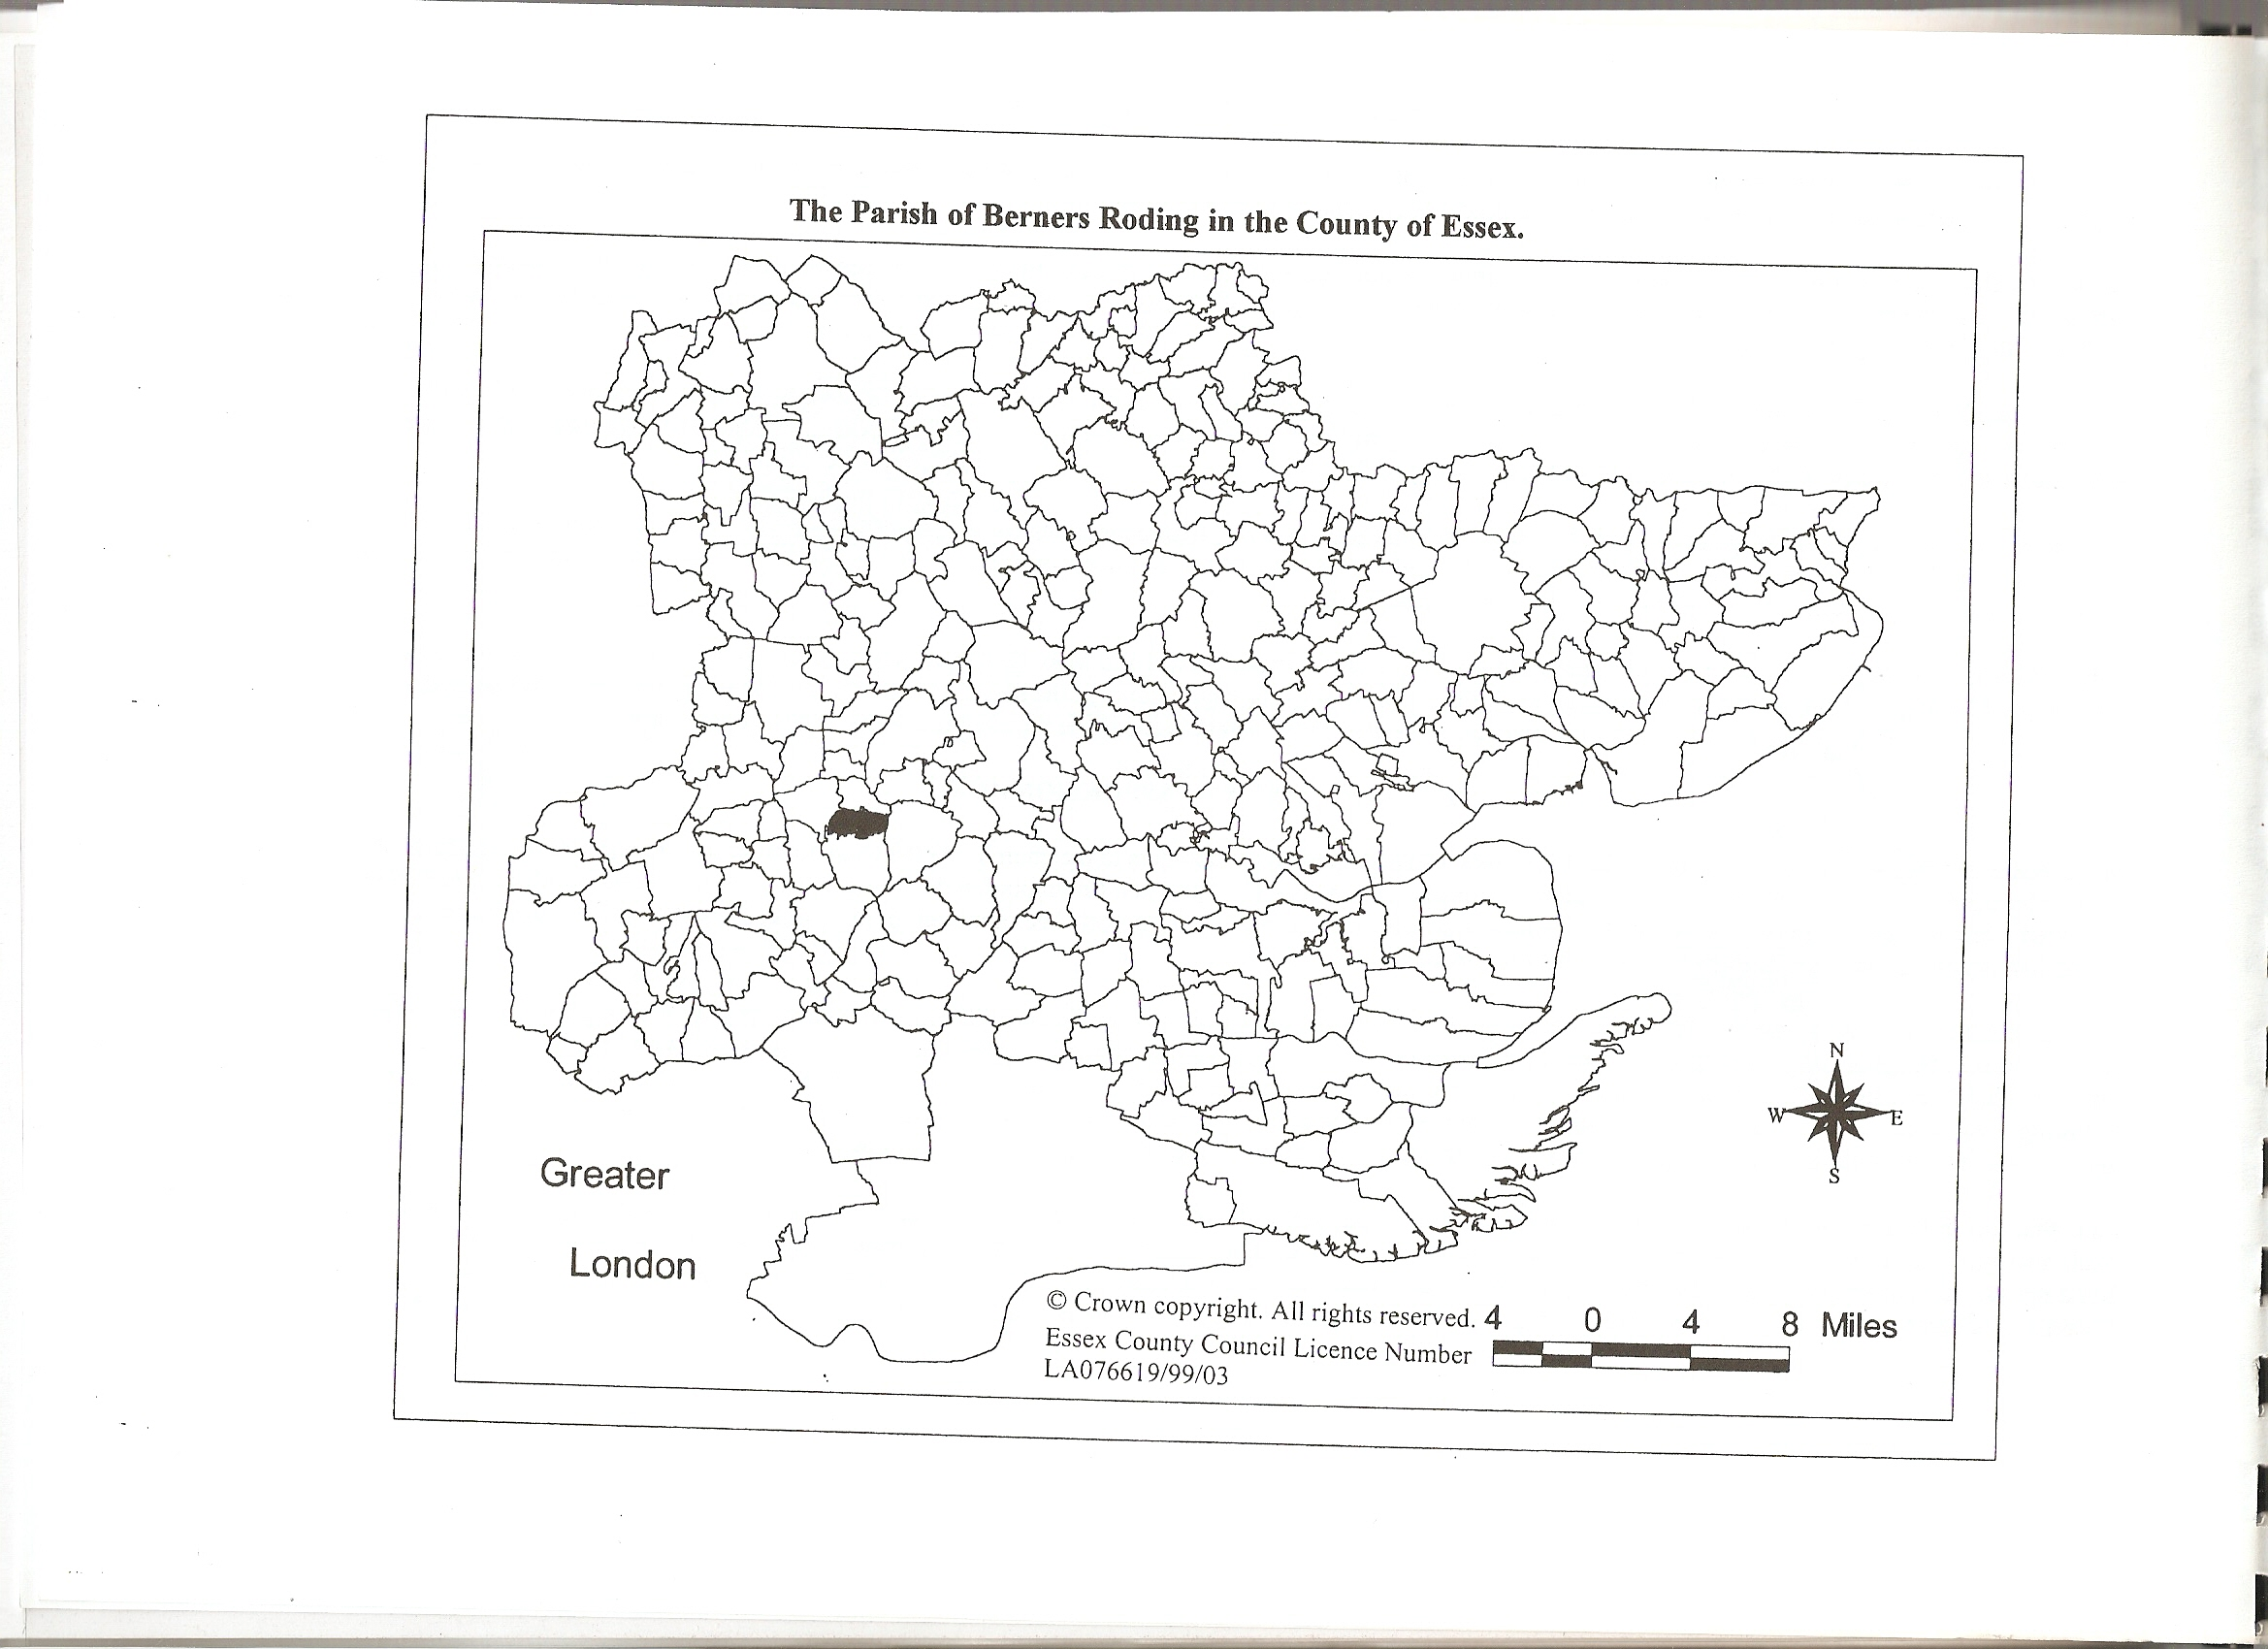 The Parish of Berners Roding in the County of Essex.
N
W E
S
Greater
London
© Crown copyright. All rights reserved.
Essex County Council Licence Number
LA076619/99/03
4 0 4 8 Miles